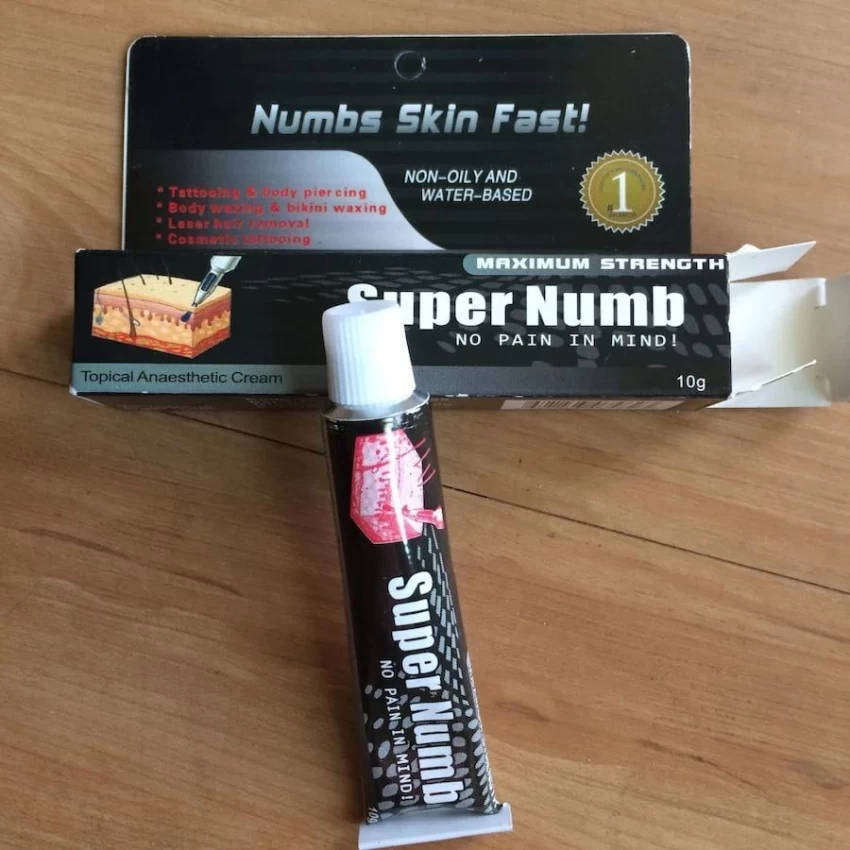 Numbs Skin Fast!
NON-OILY AND
WATER-BASED
* Tattooing & body piercing
* Body waxing & bikini waxing
* Laser hair removal
* Cosmetic tattooing
#1
MAXIMUM STRENGTH
Super Numb
NO PAIN IN MIND!
Topical Anaesthetic Cream
10g
Super Numb
NO PAIN IN MIND!
10g